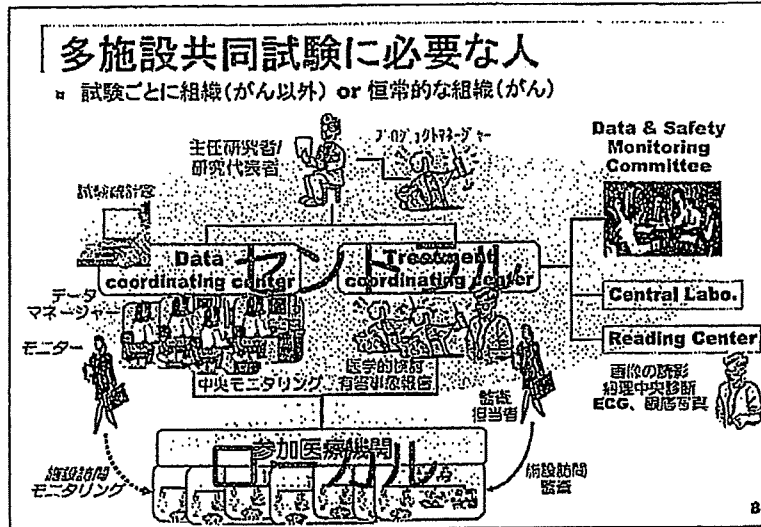 多施設共同試験に必要な人
¤ 試験ごとに組織(がん以外) or 恒常的な組織(がん)
主任研究者/
研究代表者
プロジェクトマネージャー
Data & Safety
Monitoring
Committee
試験統計家
Data
coordinating center
Treatment
coordinating center
Central Labo.
データ
マネージャー
Reading Center
モニター
中央モニタリング
医学的検討
有害事象報告
監査
担当者
画像の読影
病理中央診断
ECG、眼底写真
参加医療機関
施設訪問
モニタリング
施設訪問
監査